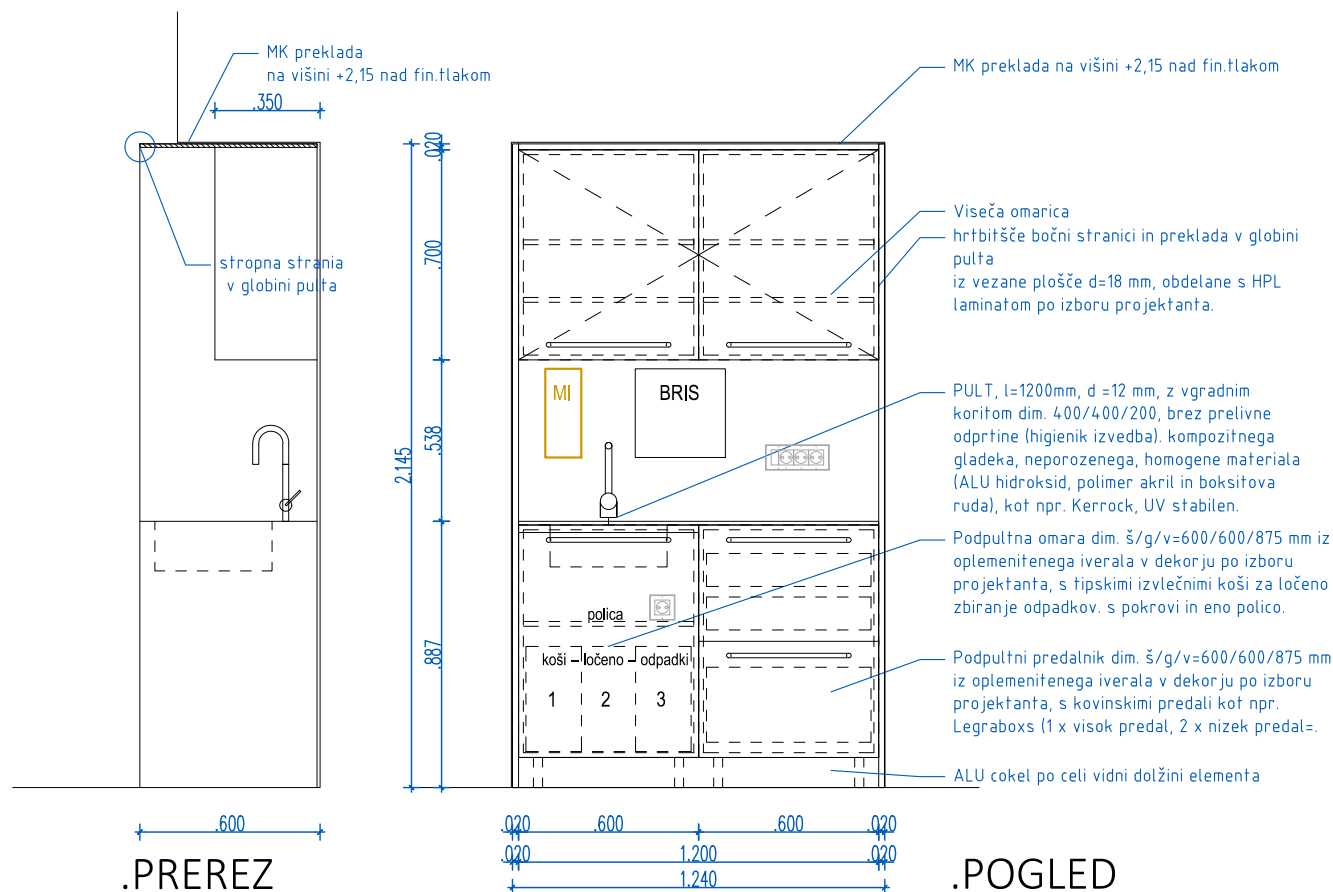 MK preklada
na višini +2,15 nad fin.tlakom
.350
stropna strania
v globini pulta
.600
.PREREZ
2.145
.020
.700
.538
.887
MI
BRIS
polica
koši – ločeno – odpadki
1 2 3
.020 .600 .600 .020
.020 1.200 .020
1.240
.POGLED
MK preklada na višini +2,15 nad fin.tlakom
Viseča omarica
hrtbitšče bočni stranici in preklada v globini
pulta
iz vezane plošče d=18 mm, obdelane s HPL
laminatom po izboru projektanta.
PULT, l=1200mm, d =12 mm, z vgradnim
koritom dim. 400/400/200, brez prelivne
odprtine (higienik izvedba). kompozitnega
gladeka, neporozenega, homogene materiala
(ALU hidroksid, polimer akril in boksitova
ruda), kot npr. Kerrock, UV stabilen.
Podpultna omara dim. š/g/v=600/600/875 mm iz
oplemenitenega iverala v dekorju po izboru
projektanta, s tipskimi izvlečnimi koši za ločeno
zbiranje odpadkov. s pokrovi in eno polico.
Podpultni predalnik dim. š/g/v=600/600/875 mm
iz oplemenitenega iverala v dekorju po izboru
projektanta, s kovinskimi predali kot npr.
Legraboxs (1 x visok predal, 2 x nizek predal=.
ALU cokel po celi vidni dolžini elementa